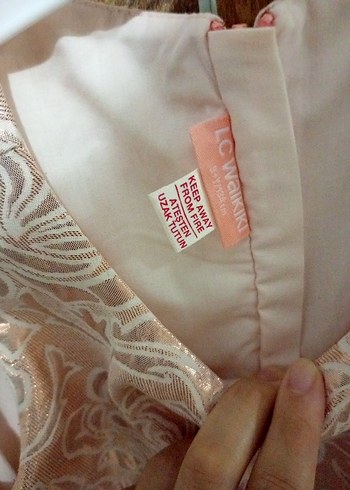 LC Waikiki
KEEP AWAY
FROM FIRE
ATEŞTEN
UZAK TUTUN